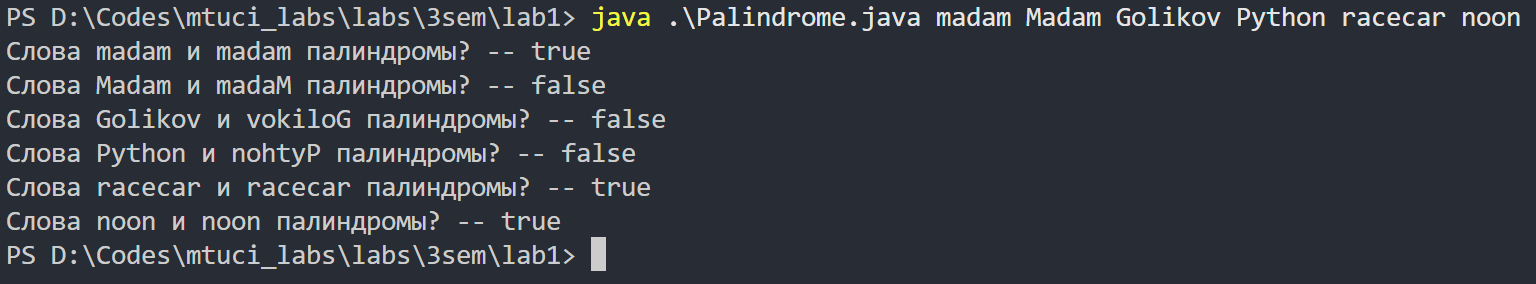 PS D:\Codes\mtuci_labs\labs\3sem\lab1> java .\Palindrome.java madam Madam Golikov Python racecar noon
Слова madam и madam палиндромы? -- true
Слова Madam и madaM палиндромы? -- false
Слова Golikov и vokiloG палиндромы? -- false
Слова Python и nohtyP палиндромы? -- false
Слова racecar и racecar палиндромы? -- true
Слова noon и noon палиндромы? -- true
PS D:\Codes\mtuci_labs\labs\3sem\lab1>